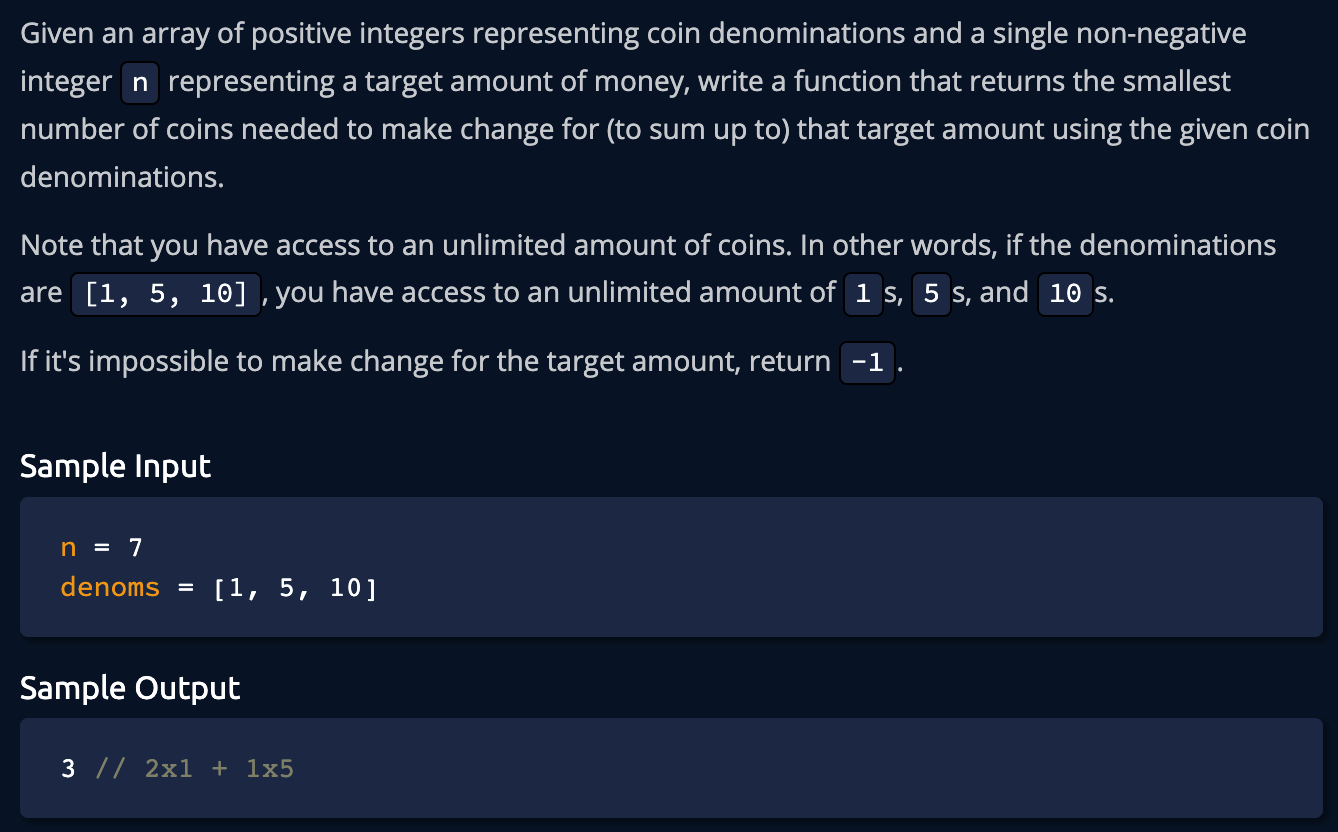 Given an array of positive integers representing coin denominations and a single non-negative
integer n representing a target amount of money, write a function that returns the smallest
number of coins needed to make change for (to sum up to) that target amount using the given coin
denominations.
Note that you have access to an unlimited amount of coins. In other words, if the denominations
are [1, 5, 10], you have access to an unlimited amount of 1s, 5s, and 10s.
If it's impossible to make change for the target amount, return -1.
Sample Input
n = 7
denoms = [1, 5, 10]
Sample Output
3 // 2x1 + 1x5